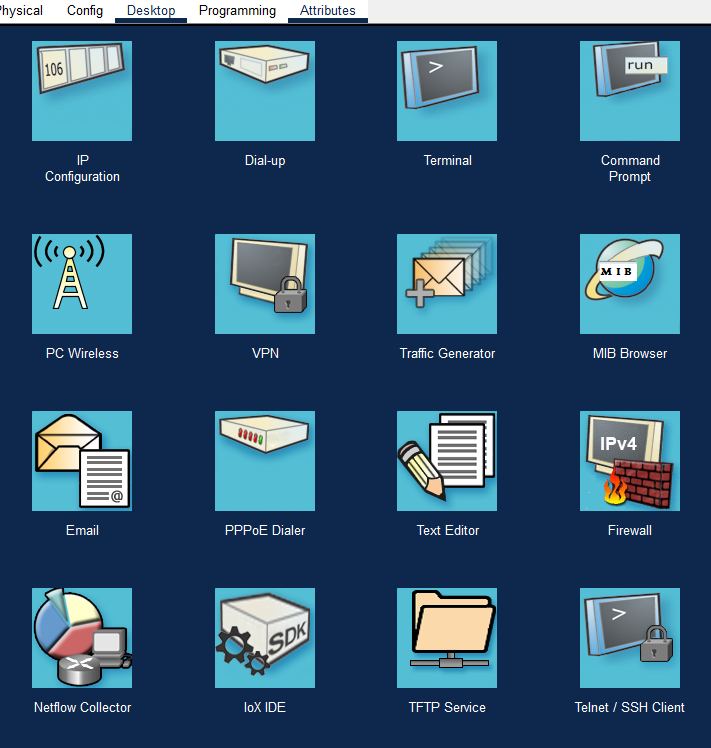 Physical Config Desktop Programming Attributes
106
>
run
IP
Configuration
Dial-up
Terminal
Command
Prompt
MIB
PC Wireless
VPN
Traffic Generator
MIB Browser
@
IPv4
Email
PPPoE Dialer
Text Editor
Firewall
SDK
>
Netflow Collector
IoX IDE
TFTP Service
Telnet / SSH Client